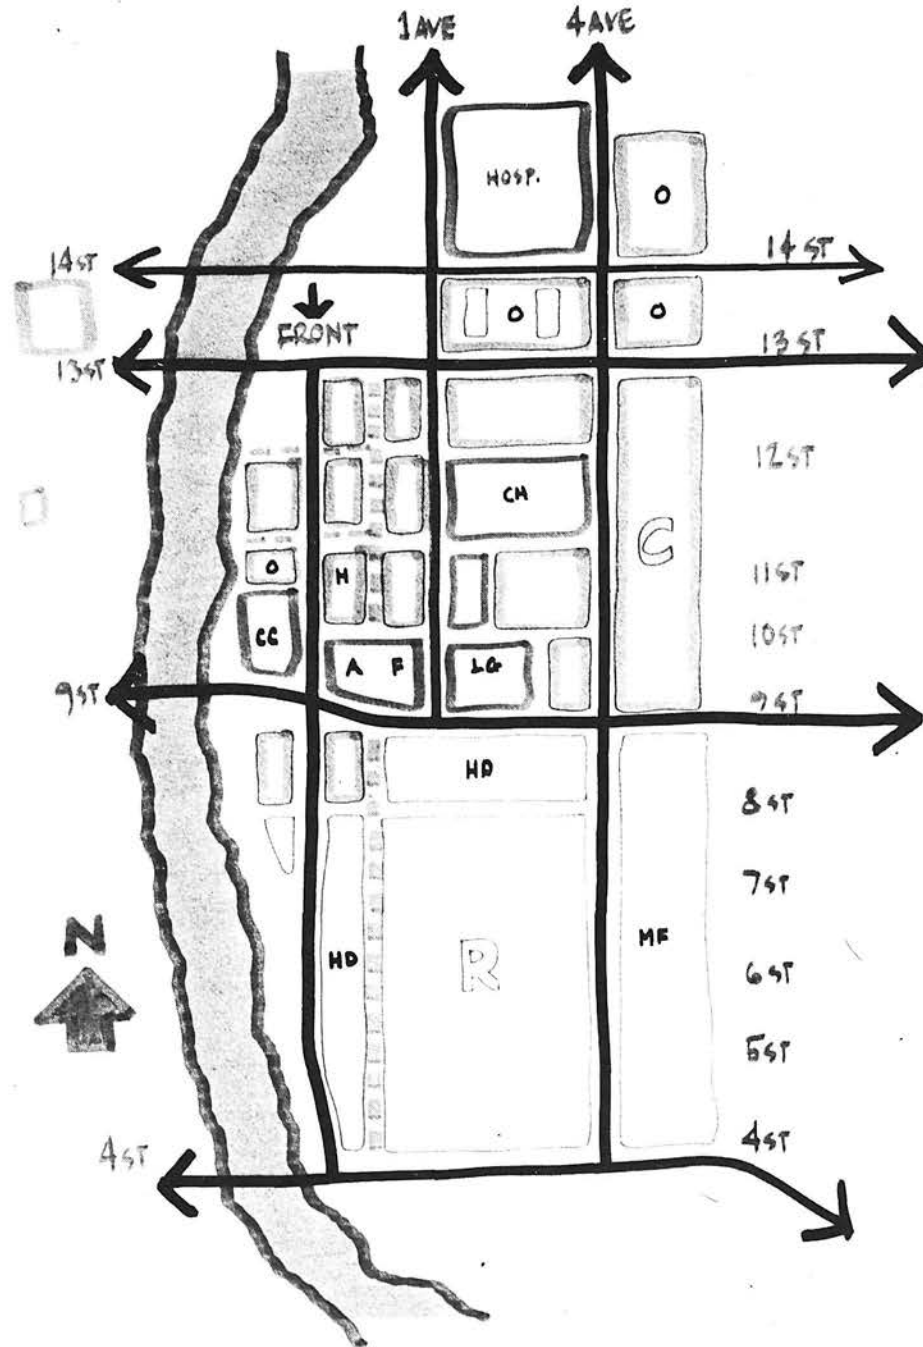 1 AVE
4 AVE
HOSP.
O
14 ST
14 ST
O
O
FRONT
13 ST
13 ST
12 ST
CH
C
O
H
11 ST
CC
10 ST
A F
LG
9 ST
9 ST
HD
8 ST
7 ST
N
HD
R
MF
6 ST
5 ST
4 ST
4 ST